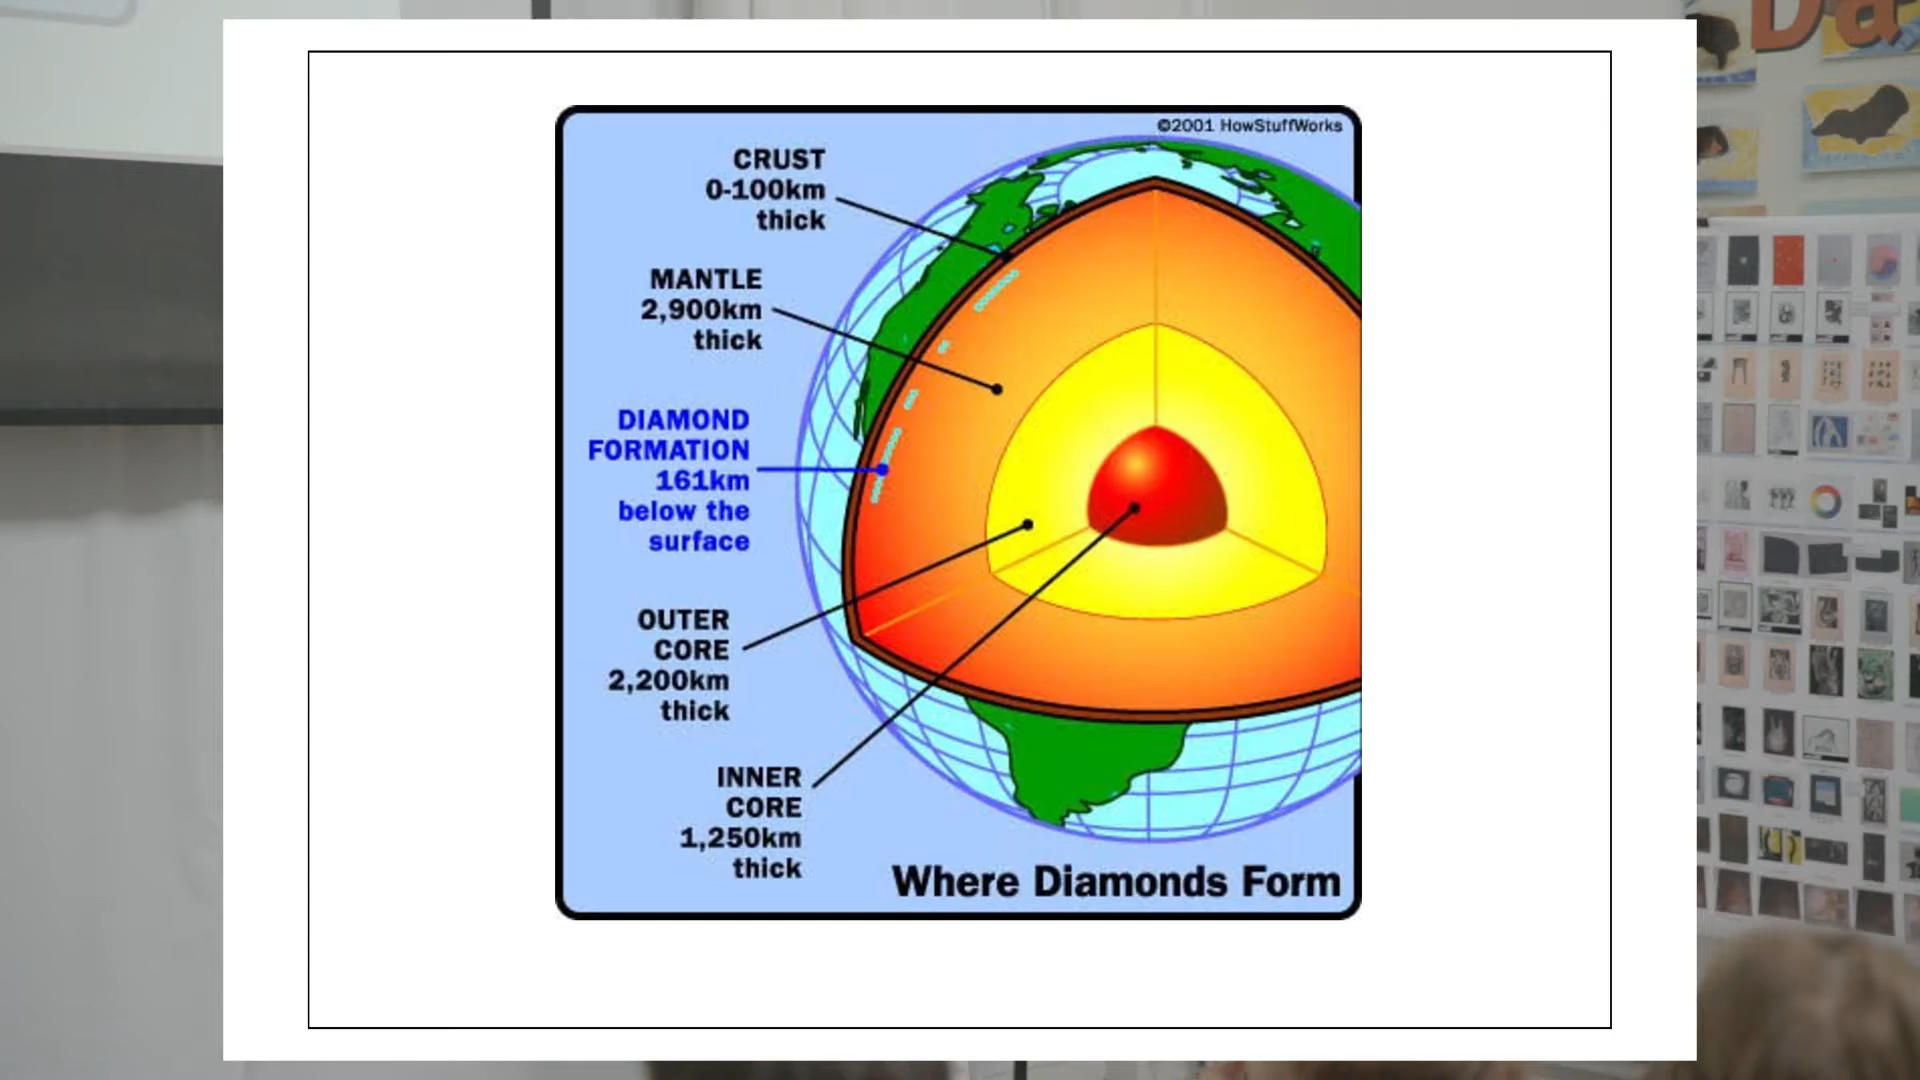 Da
©2001 HowStuffWorks
CRUST
0-100km
thick
MANTLE
2,900km
thick
DIAMOND
FORMATION
161km
below the
surface
OUTER
CORE
2,200km
thick
INNER
CORE
1,250km
thick
Where Diamonds Form